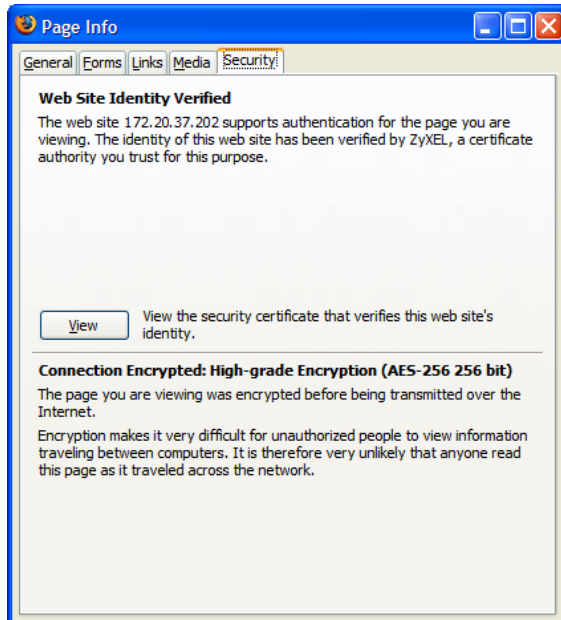 Page Info
General Forms Links Media Security
Web Site Identity Verified
The web site 172.20.37.202 supports authentication for the page you are
viewing. The identity of this web site has been verified by ZyXEL, a certificate
authority you trust for this purpose.
View
View the security certificate that verifies this web site's
identity.
Connection Encrypted: High-grade Encryption (AES-256 256 bit)
The page you are viewing was encrypted before being transmitted over the
Internet.
Encryption makes it very difficult for unauthorized people to view information
traveling between computers. It is therefore very unlikely that anyone read
this page as it traveled across the network.